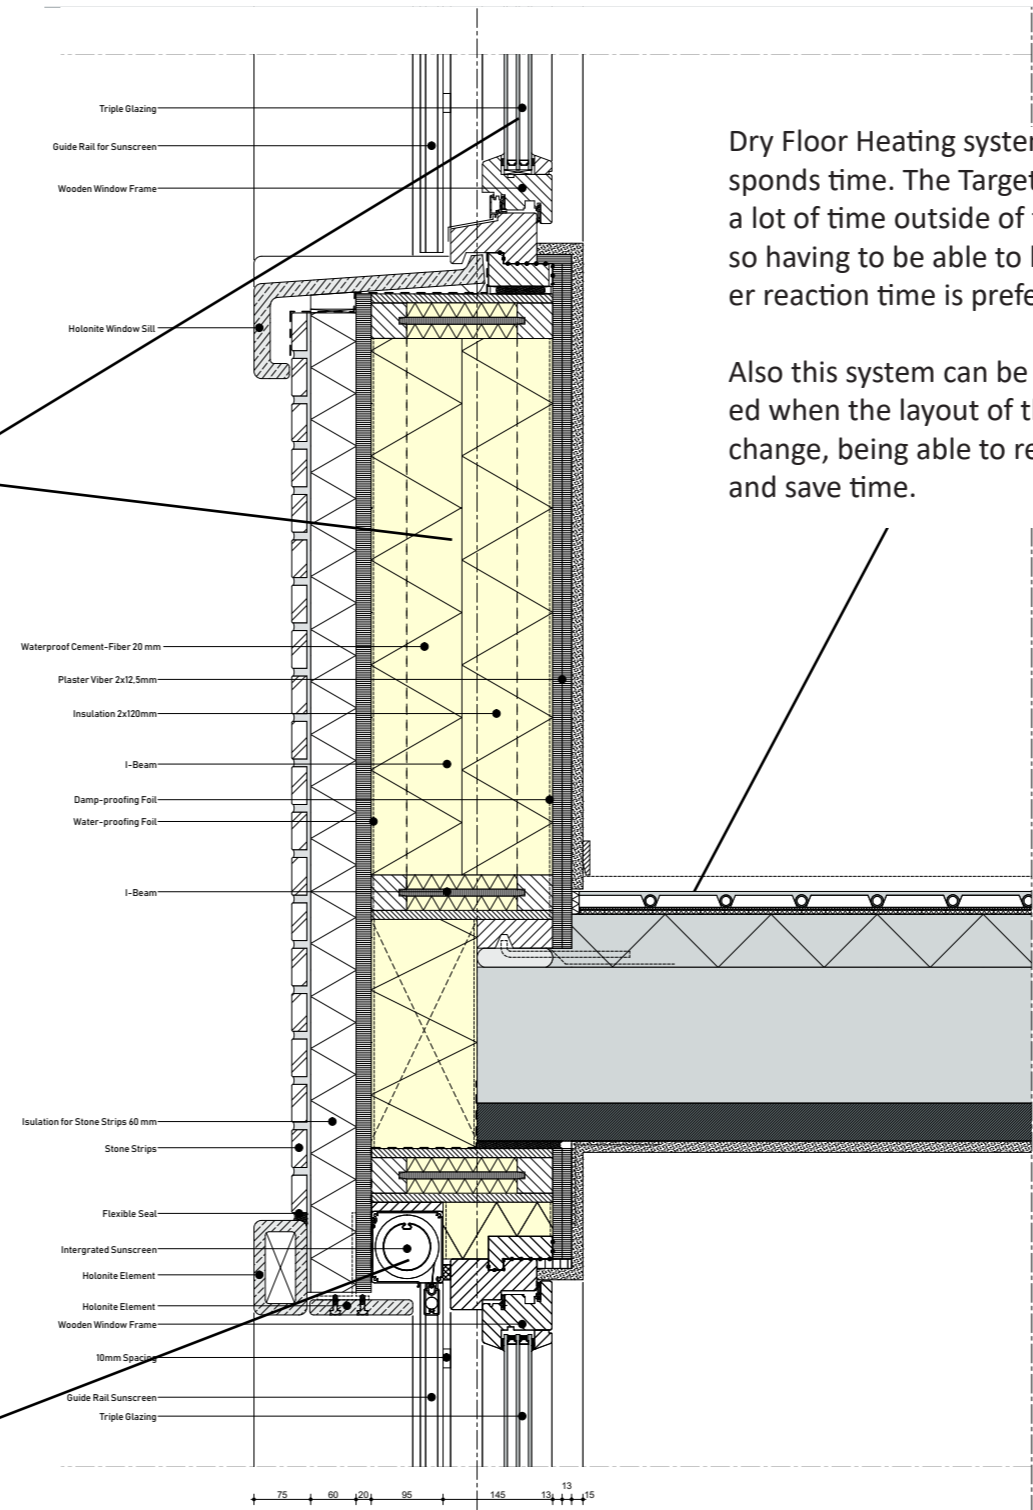 Triple Glazing
Guide Rail for Sunscreen
Wooden Window Frame
Holonite Window Sill
Waterproof Cement-Fiber 20 mm
Plaster Viber 2x12,5mm
Insulation 2x120mm
I-Beam
Damp-proofing Foil
Water-proofing Foil
I-Beam
Isulation for Stone Strips 60 mm
Stone Strips
Flexible Seal
Intergrated Sunscreen
Holonite Element
Holonite Element
Wooden Window Frame
10mm Spacing
Guide Rail Sunscreen
Triple Glazing
Dry Floor Heating system
sponds time. The Target
a lot of time outside of
so having to be able to
er reaction time is prefe
Also this system can be
ed when the layout of
change, being able to re
and save time.
75 60 20 95 145 13 13 15